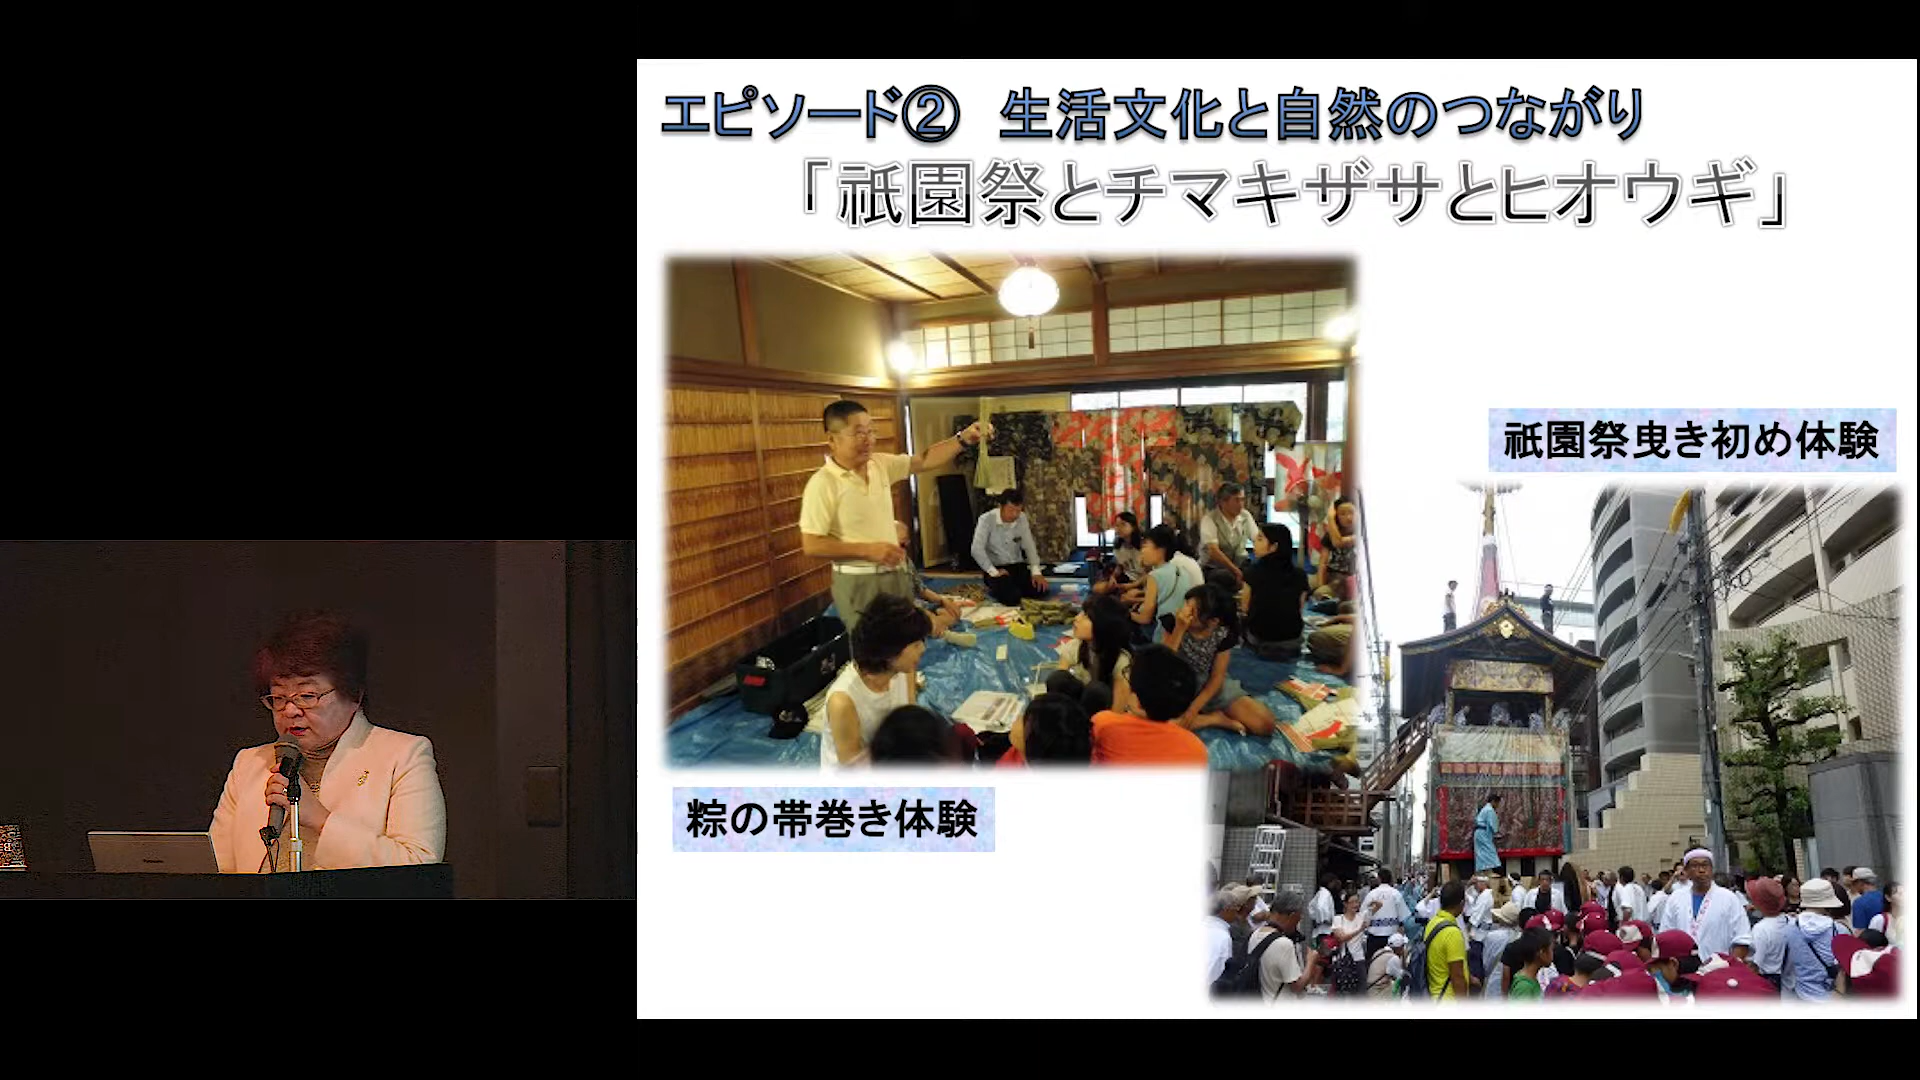 エピソード② 生活文化と自然のつながり
「祇園祭とチマキザサとヒオウギ」
祇園祭曳き初め体験
粽の帯巻き体験